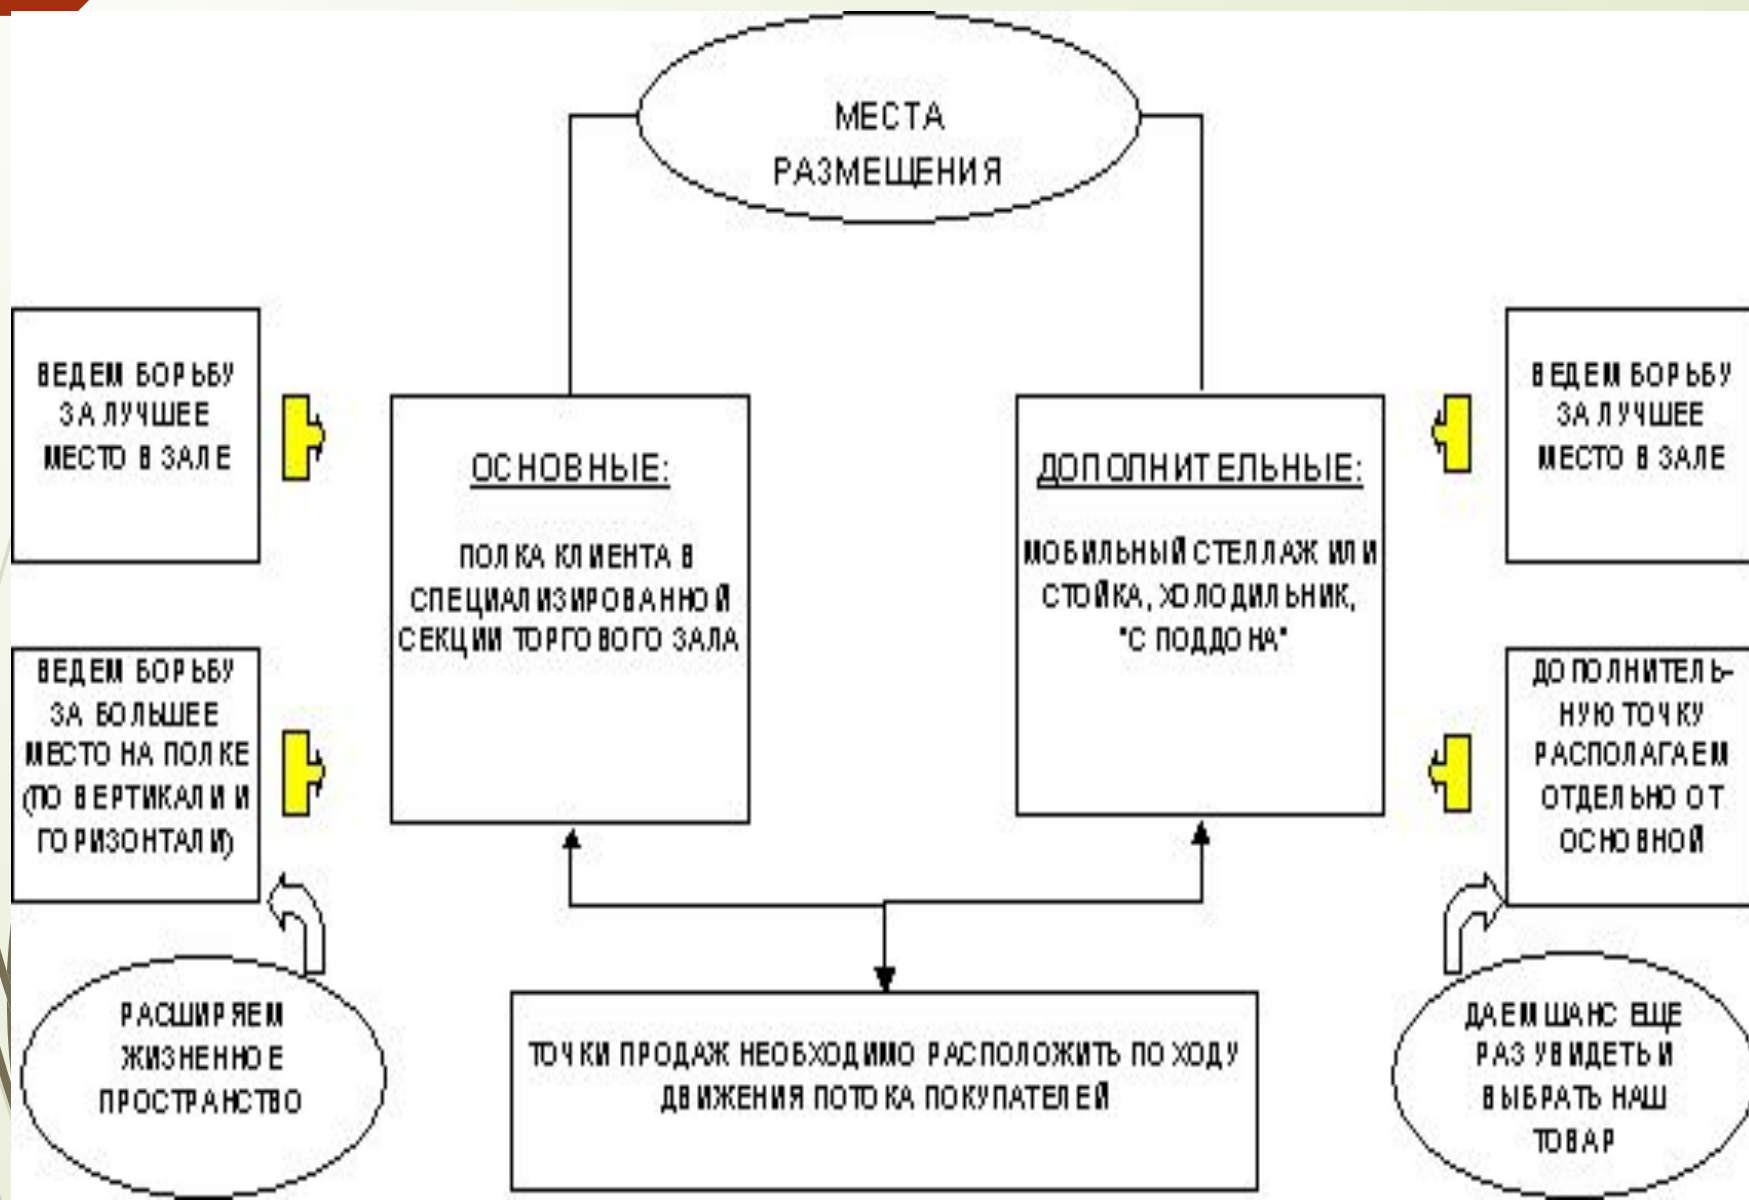 МЕСТА
РАЗМЕЩЕНИЯ
ВЕДЕМ БОРЬБУ
ЗА ЛУЧШЕЕ
МЕСТО В ЗАЛЕ
ОСНОВНЫЕ:
ПОЛКА КЛИЕНТА В
СПЕЦИАЛИЗИРОВАННОЙ
СЕКЦИИ ТОРГОВОГО ЗАЛА
ДОПОЛНИТЕЛЬНЫЕ:
МОБИЛЬНЫЙ СТЕЛЛАЖ ИЛИ
СТОЙКА, ХОЛОДИЛЬНИК,
"С ПОДДОНА"
ВЕДЕМ БОРЬБУ
ЗА ЛУЧШЕЕ
МЕСТО В ЗАЛЕ
ВЕДЕМ БОРЬБУ
ЗА БОЛЬШЕЕ
МЕСТО НА ПОЛКЕ
(ПО ВЕРТИКАЛИ И
ГОРИЗОНТАЛИ)
ДОПОЛНИТЕЛЬ-
НУЮ ТОЧКУ
РАСПОЛАГАЕМ
ОТДЕЛЬНО ОТ
ОСНОВНОЙ
РАСШИРЯЕМ
ЖИЗНЕННОЕ
ПРОСТРАНСТВО
ТОЧКИ ПРОДАЖ НЕОБХОДИМО РАСПОЛОЖИТЬ ПО ХОДУ
ДВИЖЕНИЯ ПОТОКА ПОКУПАТЕЛЕЙ
ДАЕМ ШАНС ЕЩЕ
РАЗ УВИДЕТЬ И
ВЫБРАТЬ НАШ
ТОВАР